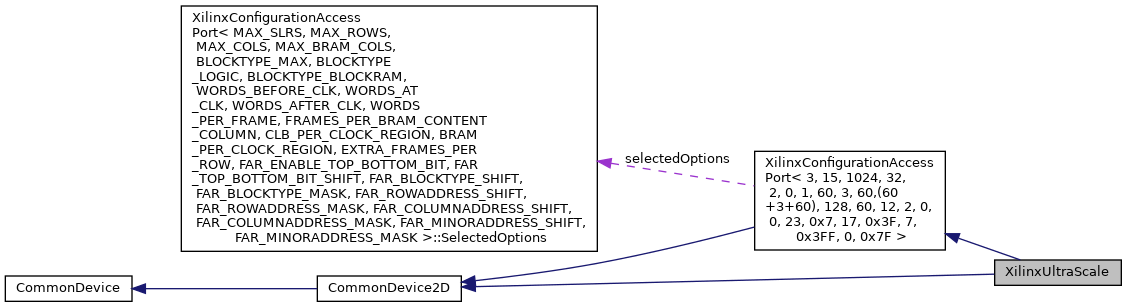 XilinxConfigurationAccess
Port< MAX_SLRS, MAX_ROWS,
MAX_COLS, MAX_BRAM_COLS,
BLOCKTYPE_MAX, BLOCKTYPE
_LOGIC, BLOCKTYPE_BLOCKRAM,
WORDS_BEFORE_CLK, WORDS_AT
_CLK, WORDS_AFTER_CLK, WORDS
_PER_FRAME, FRAMES_PER_BRAM_CONTENT
_COLUMN, CLB_PER_CLOCK_REGION, BRAM
_PER_CLOCK_REGION, EXTRA_FRAMES_PER
_ROW, FAR_ENABLE_TOP_BOTTOM_BIT, FAR
_TOP_BOTTOM_BIT_SHIFT, FAR_BLOCKTYPE_SHIFT,
FAR_BLOCKTYPE_MASK, FAR_ROWADDRESS_SHIFT,
FAR_ROWADDRESS_MASK, FAR_COLUMNADDRESS_SHIFT,
FAR_COLUMNADDRESS_MASK, FAR_MINORADDRESS_SHIFT,
FAR_MINORADDRESS_MASK >::SelectedOptions
selectedOptions
XilinxConfigurationAccess
Port< 3, 15, 1024, 32,
2, 0, 1, 60, 3, 60,(60
+3+60), 128, 60, 12, 2, 0,
0, 23, 0x7, 17, 0x3F, 7,
0x3FF, 0, 0x7F >
XilinxUltraScale
CommonDevice
CommonDevice2D